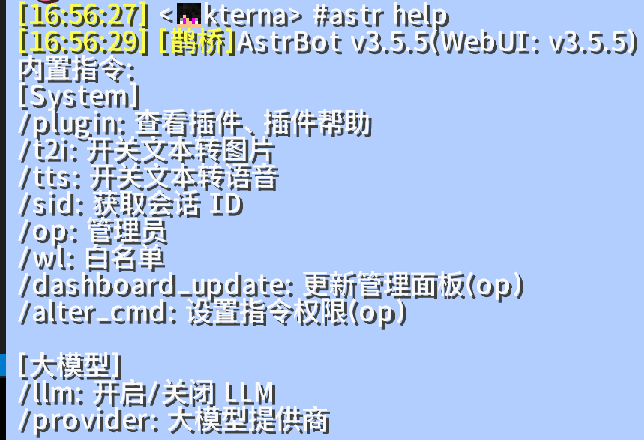 [16:56:27] <kterna> #astr help
[16:56:29] [鹊桥]AstrBot v3.5.5(WebUI: v3.5.5)
内置指令:
[System]
/plugin: 查看插件、插件帮助
/t2i: 开关文本转图片
/tts: 开关文本转语音
/sid: 获取会话 ID
/op: 管理员
/wl: 白名单
/dashboard_update: 更新管理面板(op)
/alter_cmd: 设置指令权限(op)
[大模型]
/llm: 开启/关闭 LLM
/provider: 大模型提供商